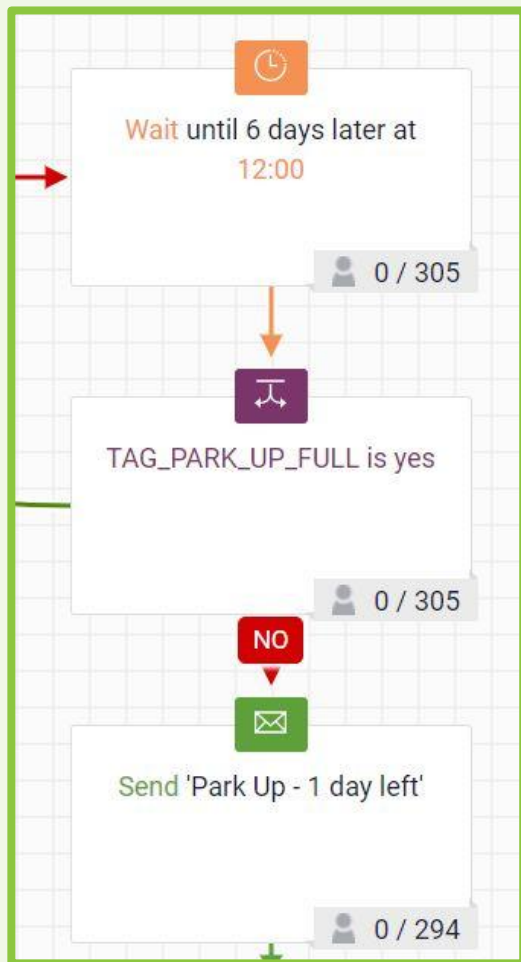 Wait until 6 days later at
12:00
0 / 305
TAG_PARK_UP_FULL is yes
0 / 305
NO
Send 'Park Up - 1 day left'
0 / 294